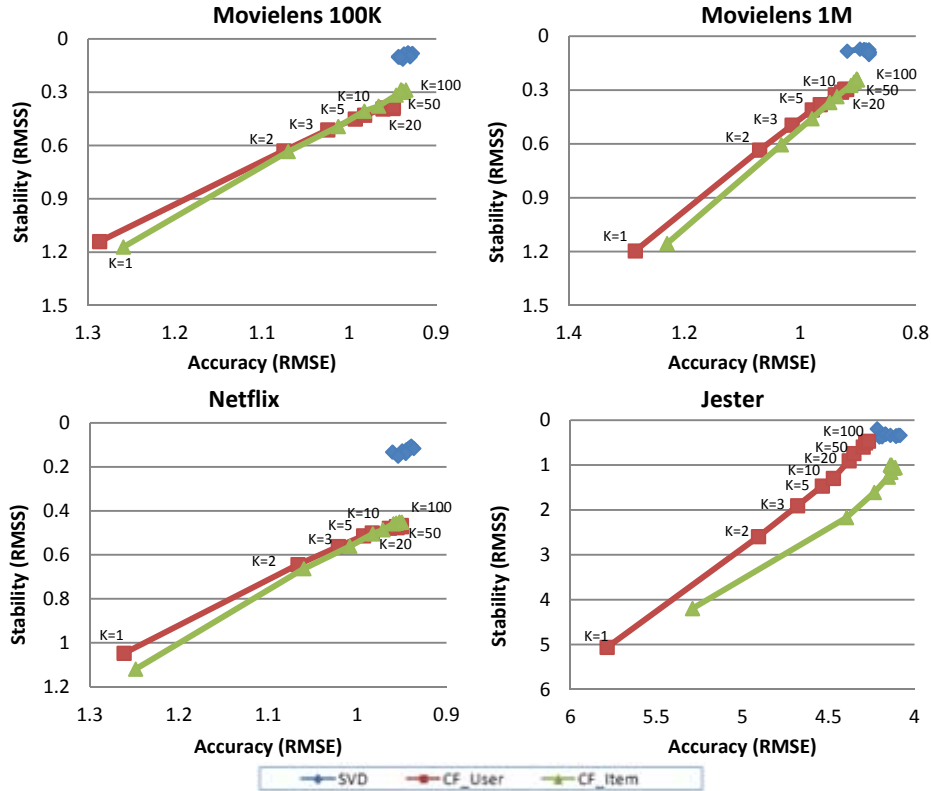 Movielens 100K
0
0.3
0.6
0.9
1.2
1.5
Stability (RMSS)
K=100
K=10
K=50
K=5
K=3
K=20
K=2
K=1
1.3
1.2
1.1
1
0.9
Accuracy (RMSE)
Movielens 1M
0
0.3
0.6
0.9
1.2
1.5
Stability (RMSS)
K=100
K=10
K=50
K=5
K=20
K=3
K=2
K=1
1.4
1.2
1
0.8
Accuracy (RMSE)
Netflix
0
0.2
0.4
0.6
0.8
1
1.2
Stability (RMSS)
K=100
K=10
K=5
K=50
K=3
K=20
K=2
K=1
1.3
1.2
1.1
1
0.9
Accuracy (RMSE)
Jester
0
1
2
3
4
5
6
Stability (RMSS)
K=100
K=50
K=20
K=10
K=5
K=3
K=2
K=1
6
5.5
5
4.5
4
Accuracy (RMSE)
SVD
CF_User
CF_Item